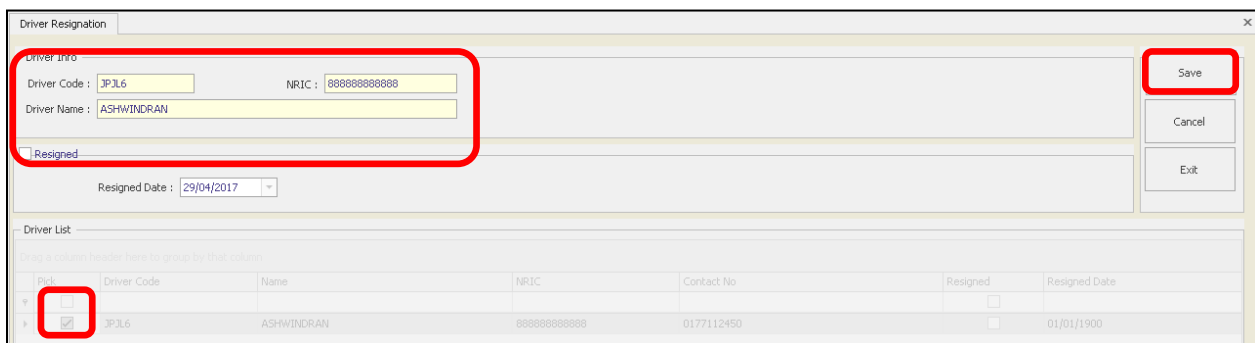 Driver Resignation
Driver Info
Driver Code : JPJL6 NRIC : 888888888888
Driver Name : ASHWINDRAN
Save
Cancel
Exit
Resigned
Resigned Date : 29/04/2017
Driver List
Drag a column header here to group by that column
Pick Driver Code Name NRIC Contact No Resigned Resigned Date
JPJL6 ASHWINDRAN 888888888888 0177112450 01/01/1900